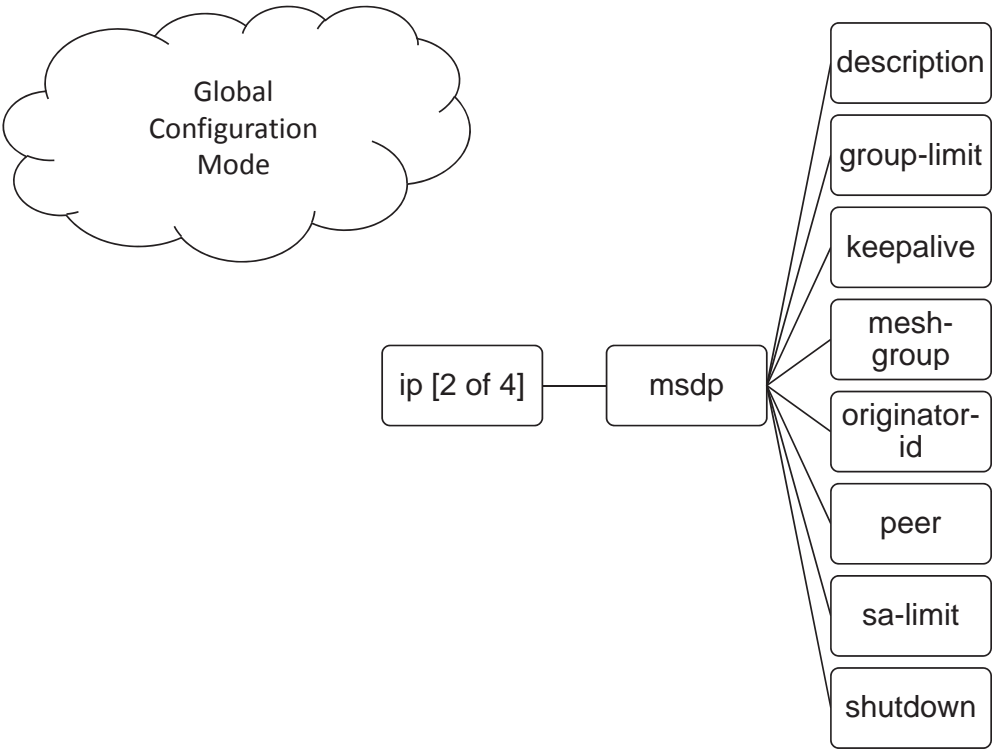 Global
Configuration
Mode
ip [2 of 4]
msdp
description
group-limit
keepalive
mesh-
group
originator-
id
peer
sa-limit
shutdown